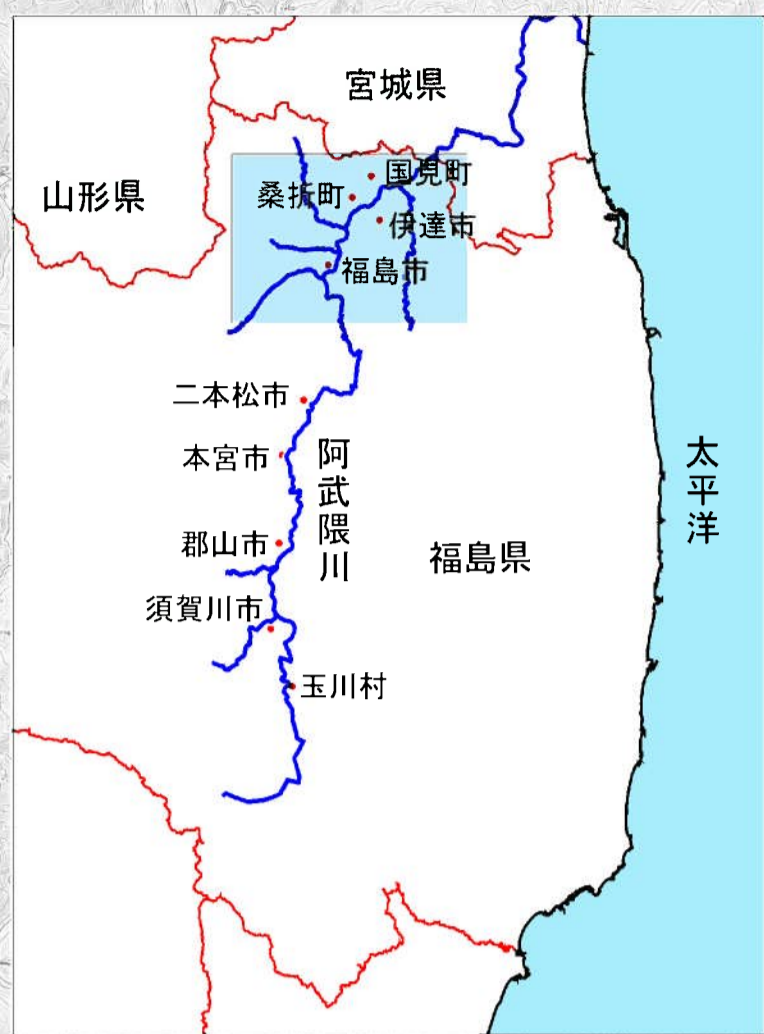 宮城県
山形県
国見町
桑折町
伊達市
福島市
二本松市
本宮市
阿武隈川
太平洋
郡山市
福島県
須賀川市
玉川村